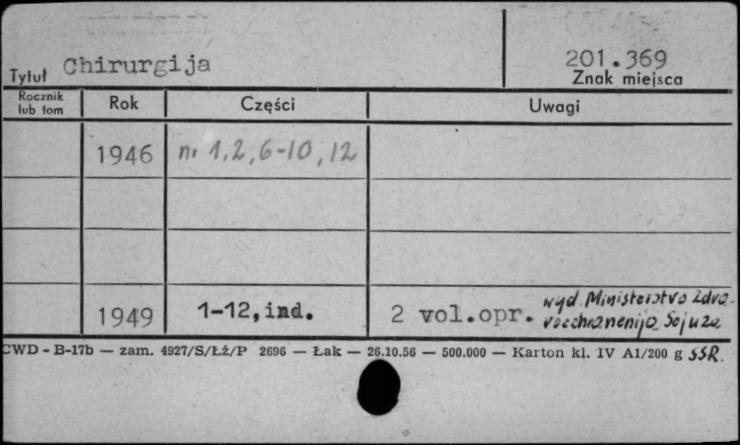 Tytuł Chirurgija
201.369
Znak miejsca
Rocznik lub tom Rok Części Uwagi
1946 nr 1,2,6-10,12
1949 1-12,ind. 2 vol.opr. wyd. Ministerstvo Zdra-
voochranenija Sojuza
CWD - B-17b — zam. 4927/S/Łż/P 2696 — Łak — 26.10.56 — 500.000 — Karton kl. IV A1/200 g SSR.